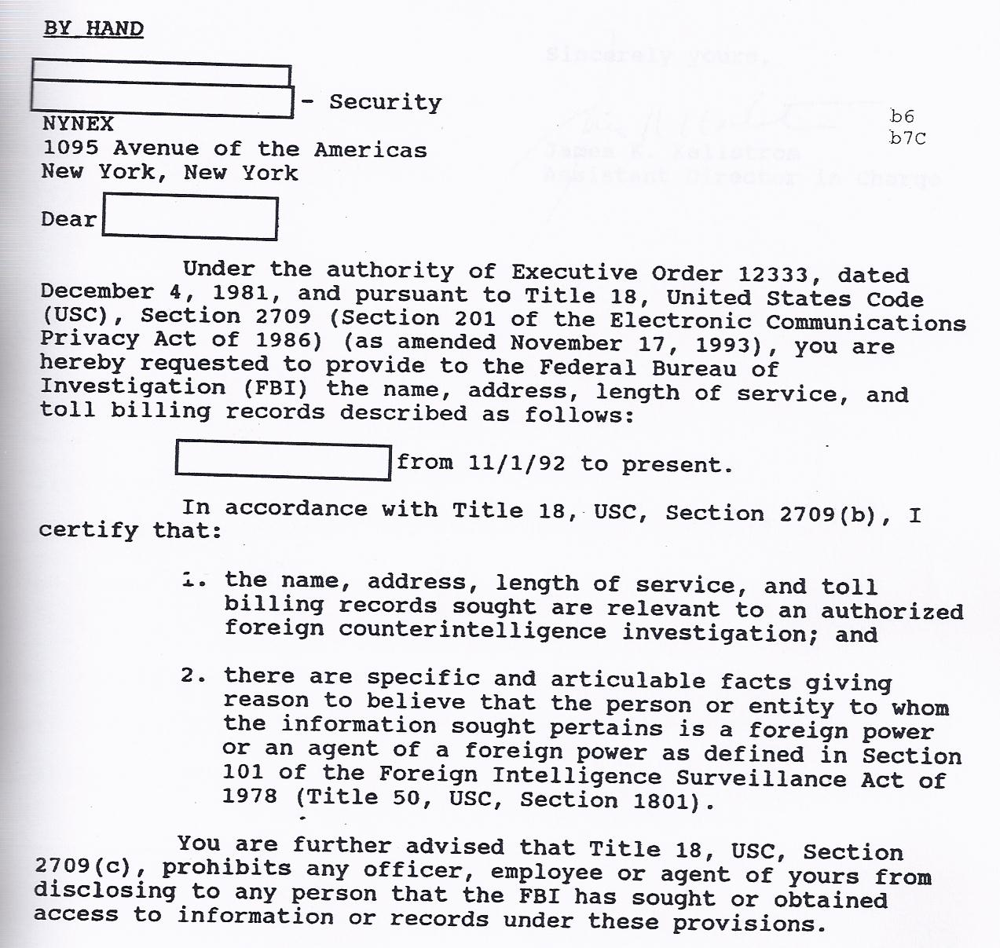 BY HAND
Sincerely yours,
- Security
b6
NYNEX
b7C
1095 Avenue of the Americas
James K. Kallstrom
New York, New York
Assistant Director in Charge
Dear
Under the authority of Executive Order 12333, dated
December 4, 1981, and pursuant to Title 18, United States Code
(USC), Section 2709 (Section 201 of the Electronic Communications
Privacy Act of 1986) (as amended November 17, 1993), you are
hereby requested to provide to the Federal Bureau of
Investigation (FBI) the name, address, length of service, and
toll billing records described as follows:
from 11/1/92 to present.
In accordance with Title 18, USC, Section 2709(b), I
certify that:
1. the name, address, length of service, and toll
billing records sought are relevant to an authorized
foreign counterintelligence investigation; and
2. there are specific and articulable facts giving
reason to believe that the person or entity to whom
the information sought pertains is a foreign power
or an agent of a foreign power as defined in Section
101 of the Foreign Intelligence Surveillance Act of
1978 (Title 50, USC, Section 1801).
You are further advised that Title 18, USC, Section
2709(c), prohibits any officer, employee or agent of yours from
disclosing to any person that the FBI has sought or obtained
access to information or records under these provisions.